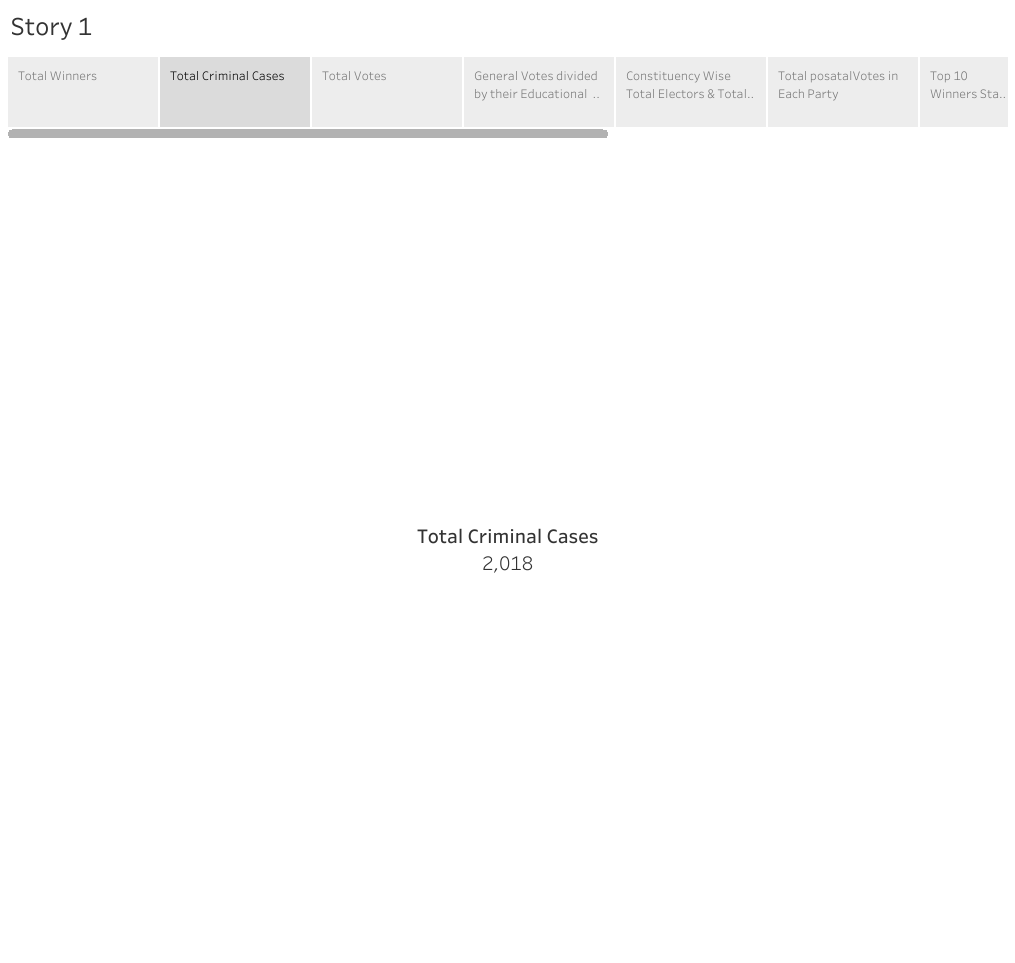 Story 1
Total Winners
Total Criminal Cases
Total Votes
General Votes divided
by their Educational ..
Constituency Wise
Total Electors & Total..
Total posatalVotes in
Each Party
Top 10
Winners Sta..
Total Criminal Cases
2,018